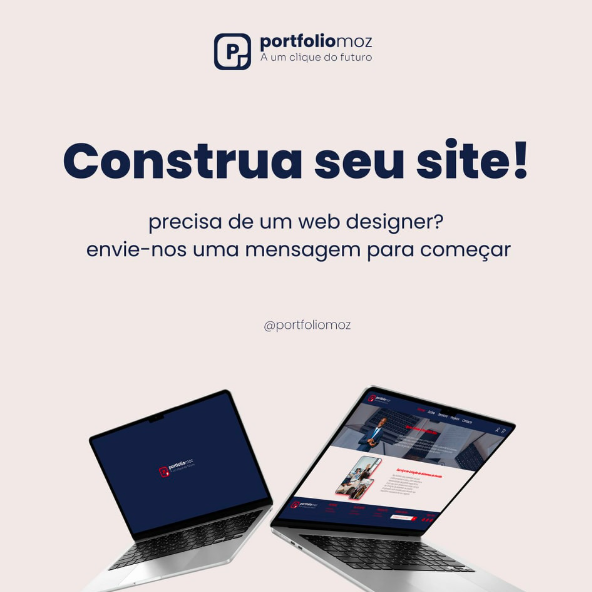 P
portfoliomoz
A um clique do futuro
Construa seu site!
precisa de um web designer?
envie-nos uma mensagem para começar
@portfoliomoz
portfoliomoz